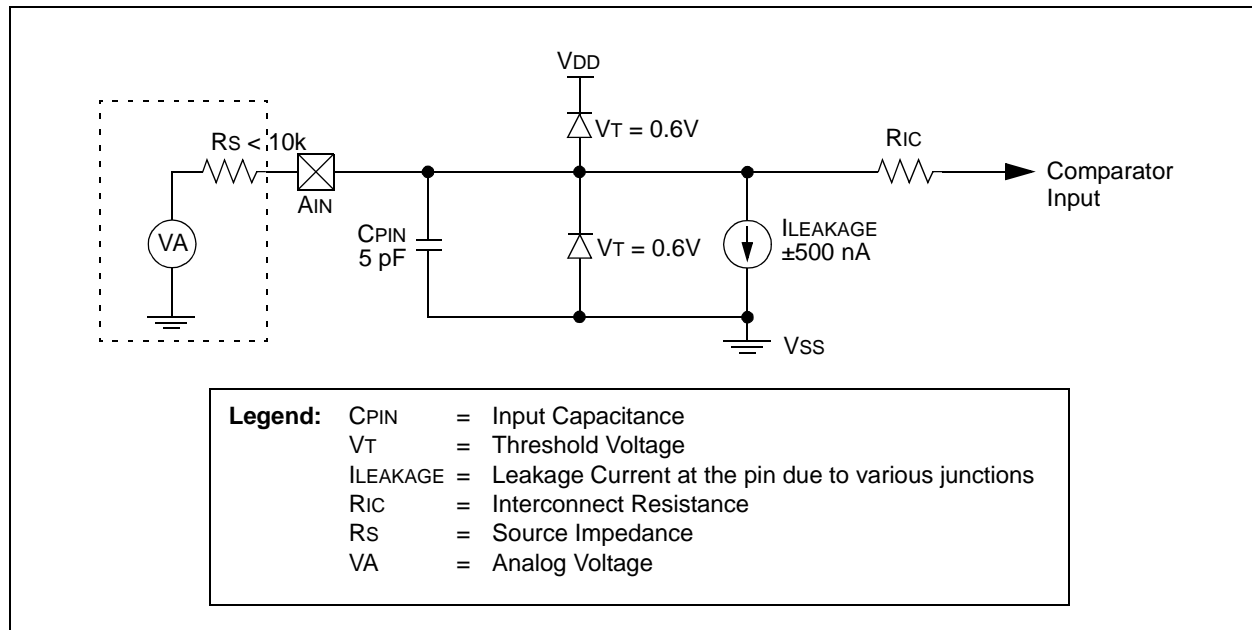 VDD
VT = 0.6V
RS < 10k
RIC
AIN
Comparator
Input
VA
CPIN
5 pF
VT = 0.6V
ILEAKAGE
±500 nA
VSS
Legend: CPIN = Input Capacitance
VT = Threshold Voltage
ILEAKAGE = Leakage Current at the pin due to various junctions
RIC = Interconnect Resistance
RS = Source Impedance
VA = Analog Voltage